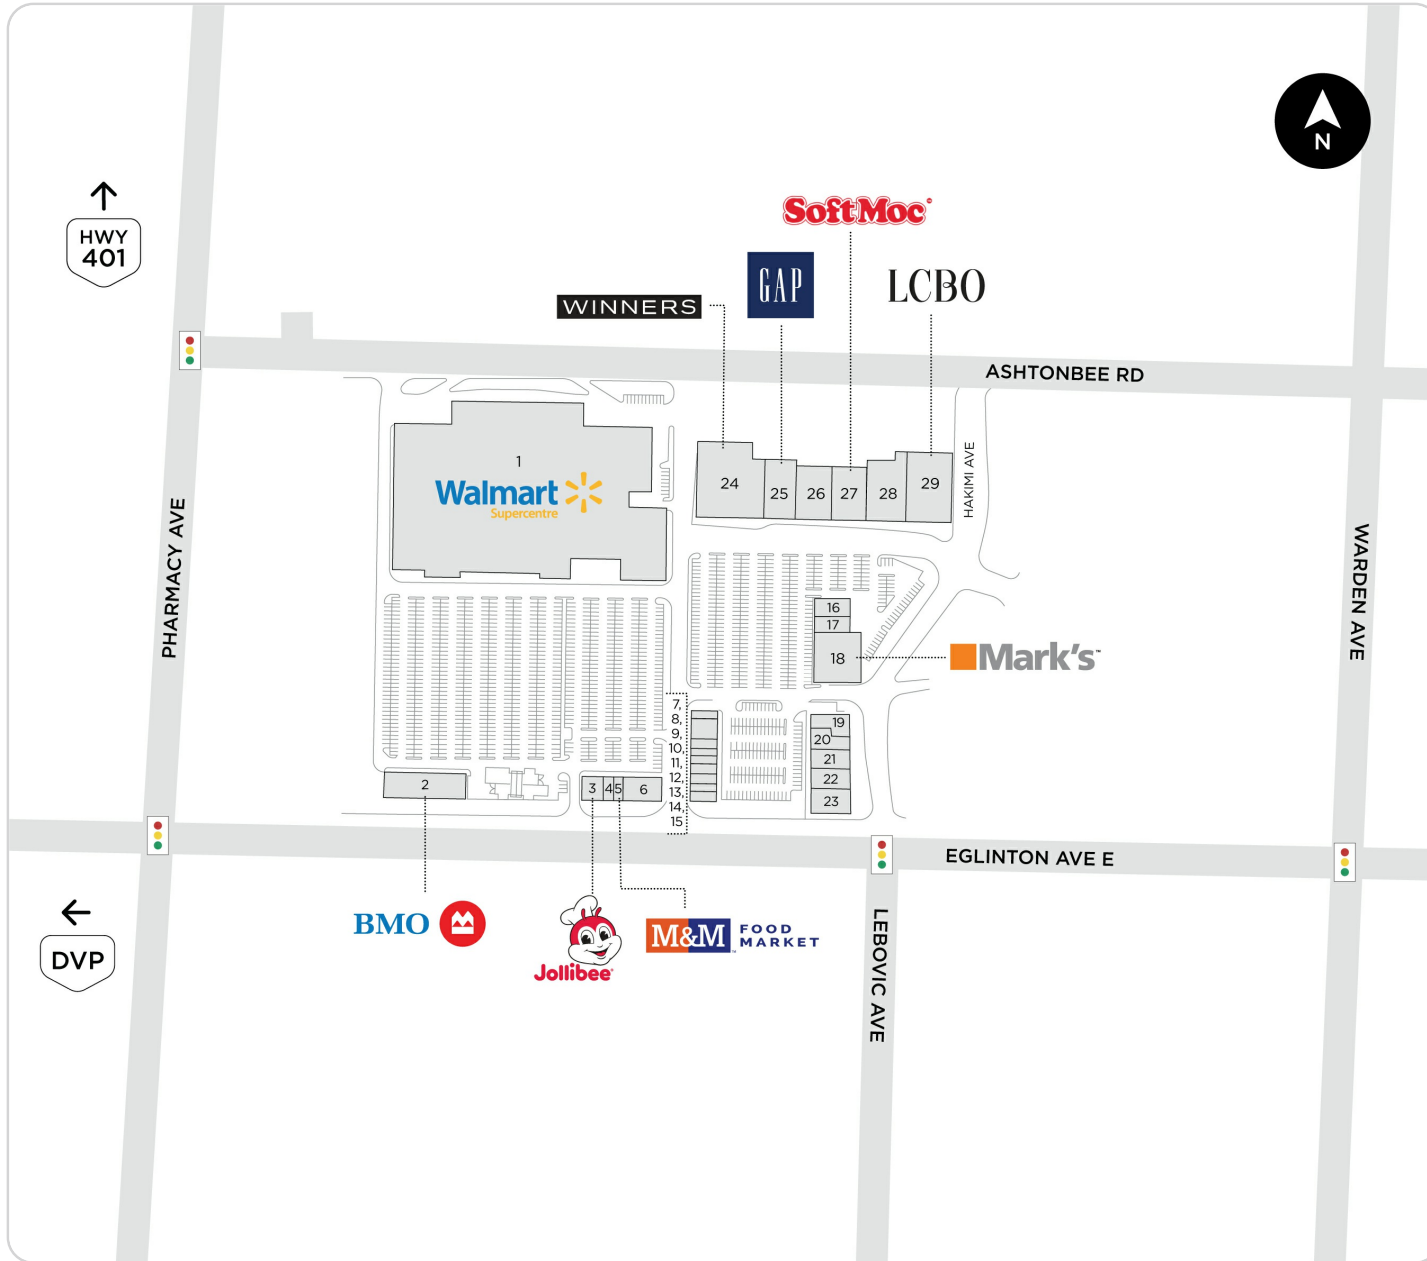 N
HWY
401
SoftMoc
GAP
LCBO
WINNERS
ASHTONBEE RD
HAKIMI AVE
PHARMACY AVE
WARDEN AVE
1
Walmart
Supercentre
24
25
26
27
28
29
16
17
18
Mark's™
7,
8,
9,
10,
11,
12,
13,
14,
15
19
20
21
22
23
2
3
4
5
6
EGLINTON AVE E
LEBOVIC AVE
BMO
Jollibee
M&M FOOD
MARKET
DVP